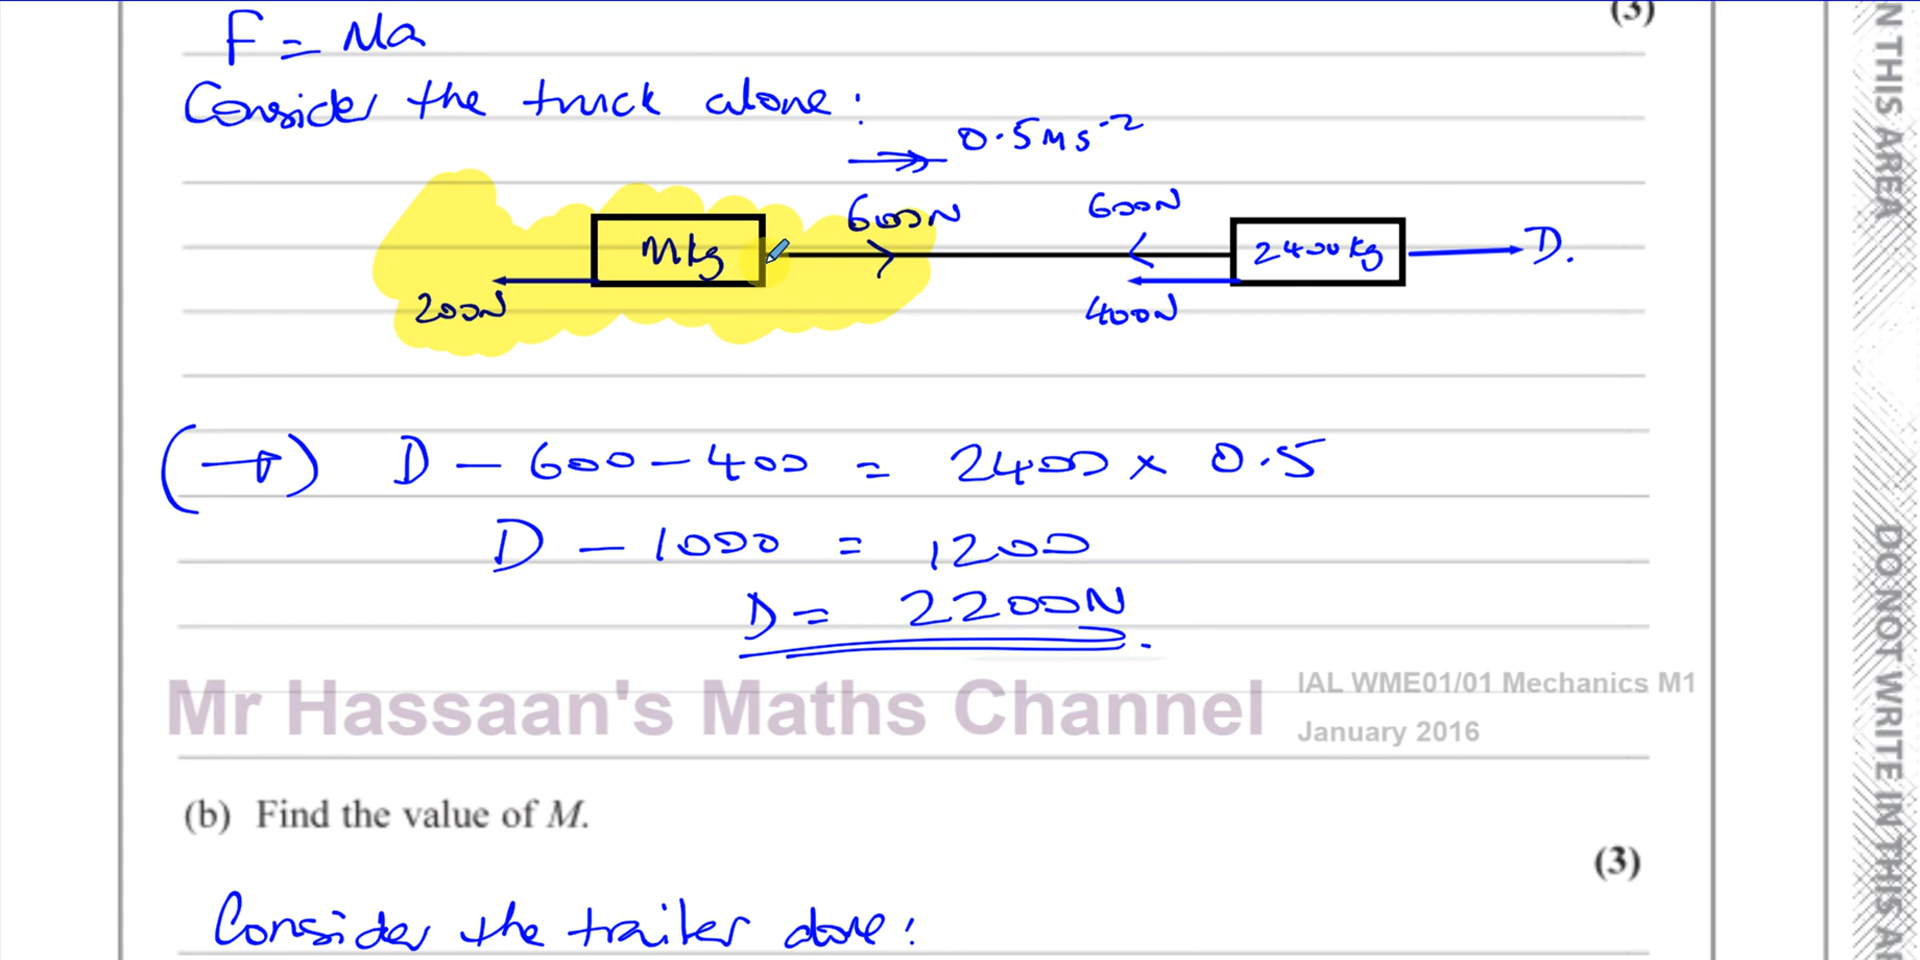 (3)
F = Ma
Consider the truck alone:
0.5ms⁻²
600N
600N
Mkg
2400kg
D.
200N
400N
(→) D - 600 - 400 = 2400 × 0.5
D - 1000 = 1200
D = 2200N.
Mr Hassaan's Maths Channel
IAL WME01/01 Mechanics M1
January 2016
(b) Find the value of M.
(3)
Consider the trailer alone:
N THIS AREA
DO NOT WRITE IN THIS A